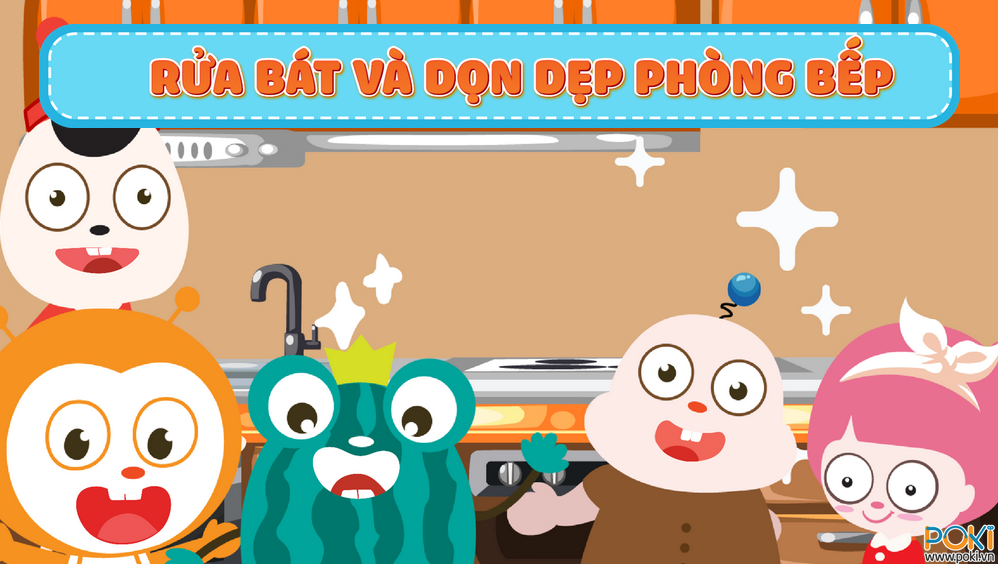 RỬA BÁT VÀ DỌN DẸP PHÒNG BẾP
POKI
www.poki.vn